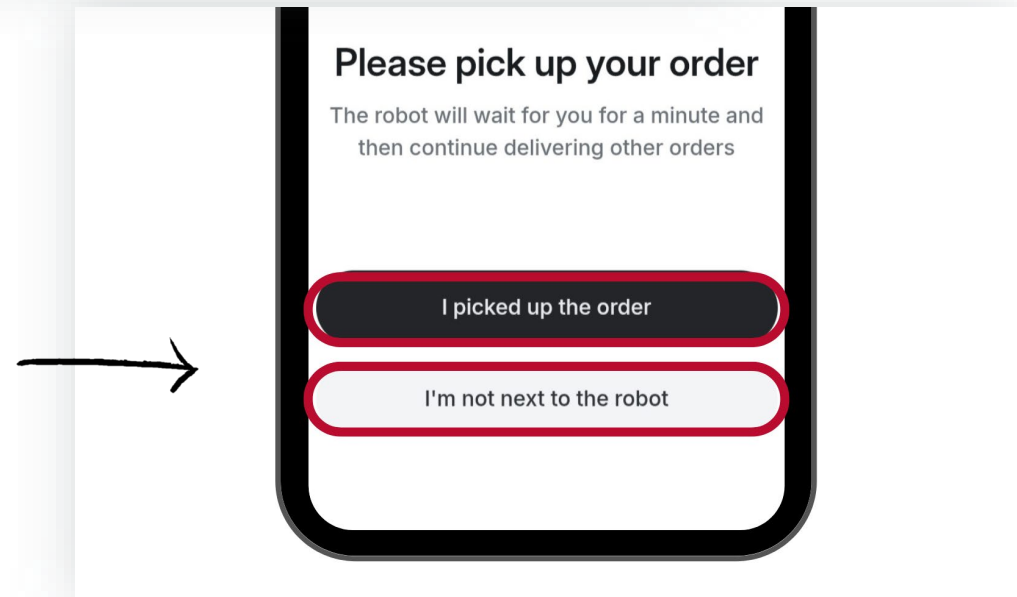 Please pick up your order
The robot will wait for you for a minute and
then continue delivering other orders
I picked up the order
I'm not next to the robot